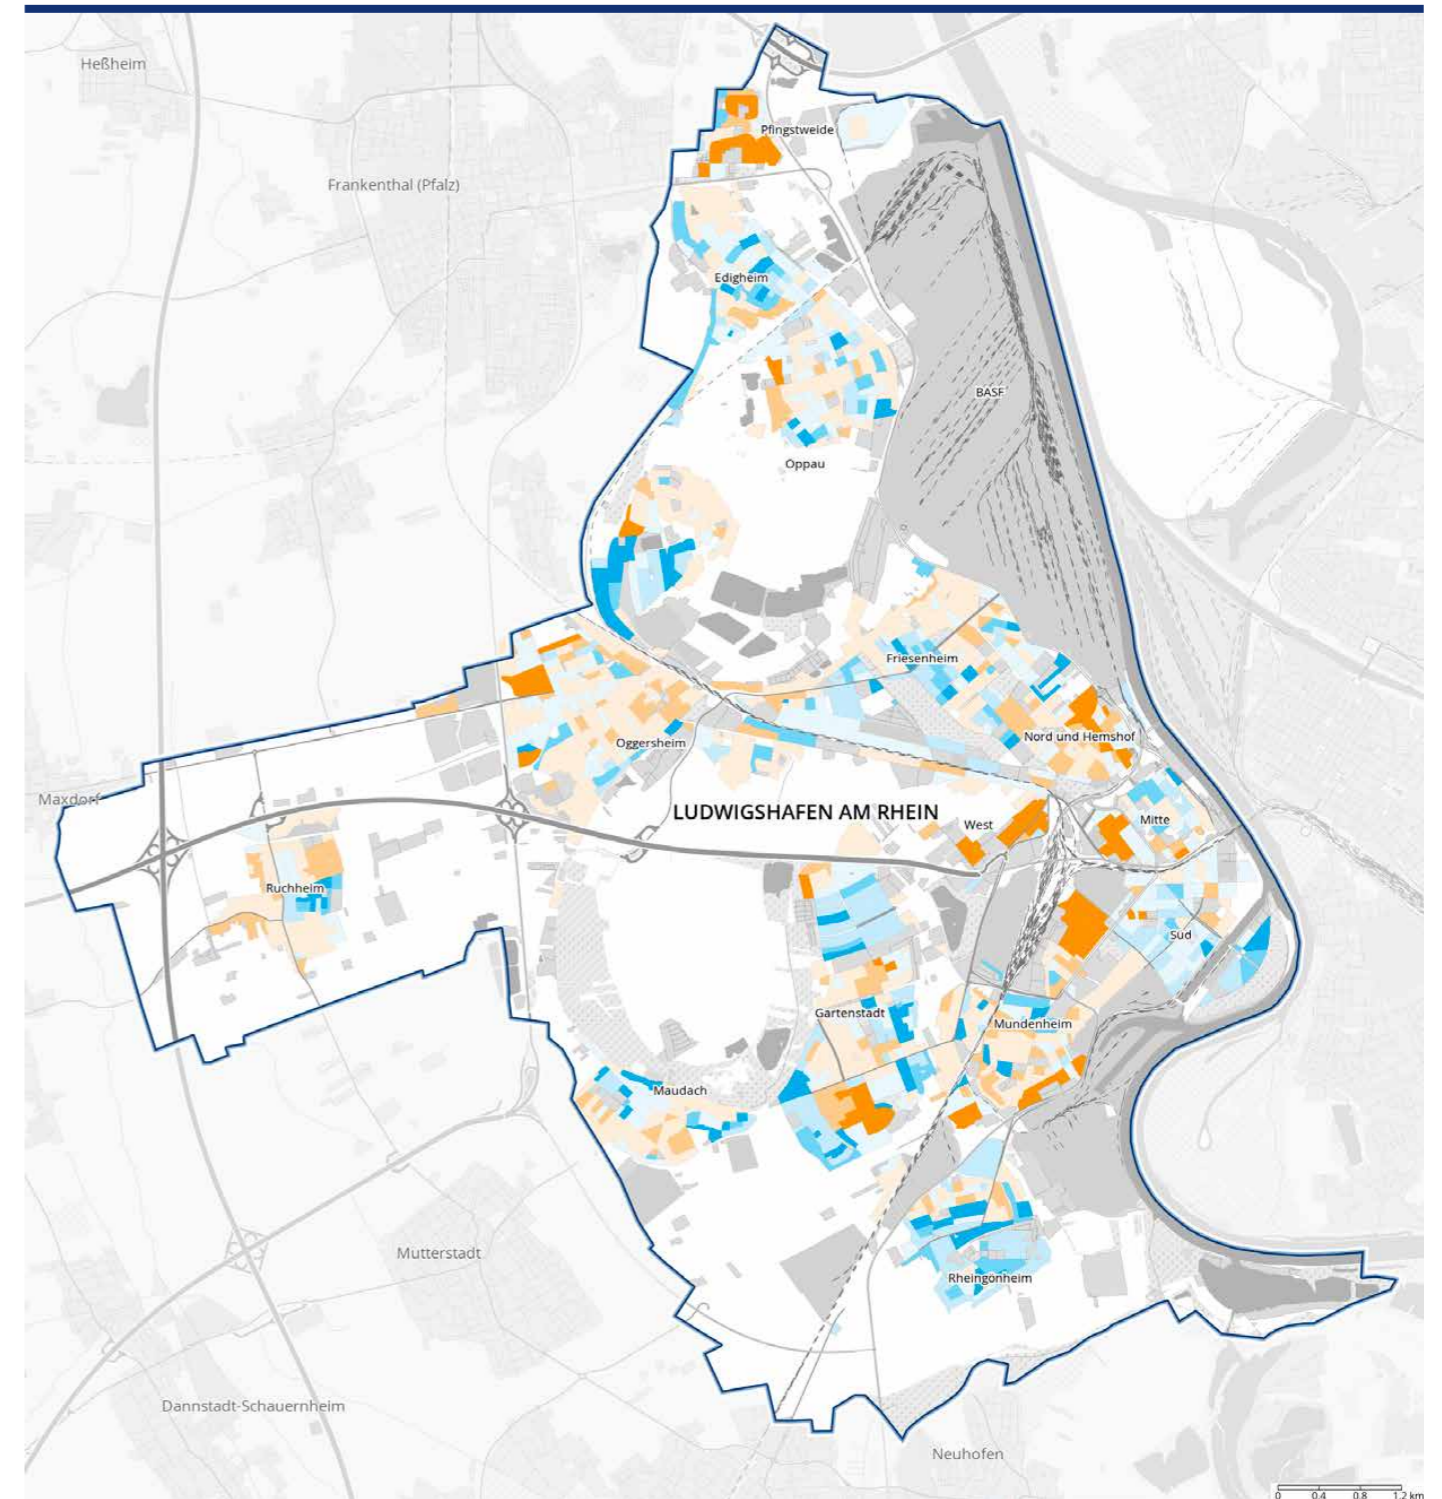 Heßheim
Pfingstweide
Frankenthal (Pfalz)
Edigheim
BASF
Oppau
Friesenheim
Nord und Hemshof
Oggersheim
Maxdorf
LUDWIGSHAFEN AM RHEIN
West
Mitte
Ruchheim
Süd
Gartenstadt
Mundenheim
Maudach
Mutterstadt
Rheingönheim
Dannstadt-Schauernheim
Neuhofen
0 0.4 0.8 1.2 km